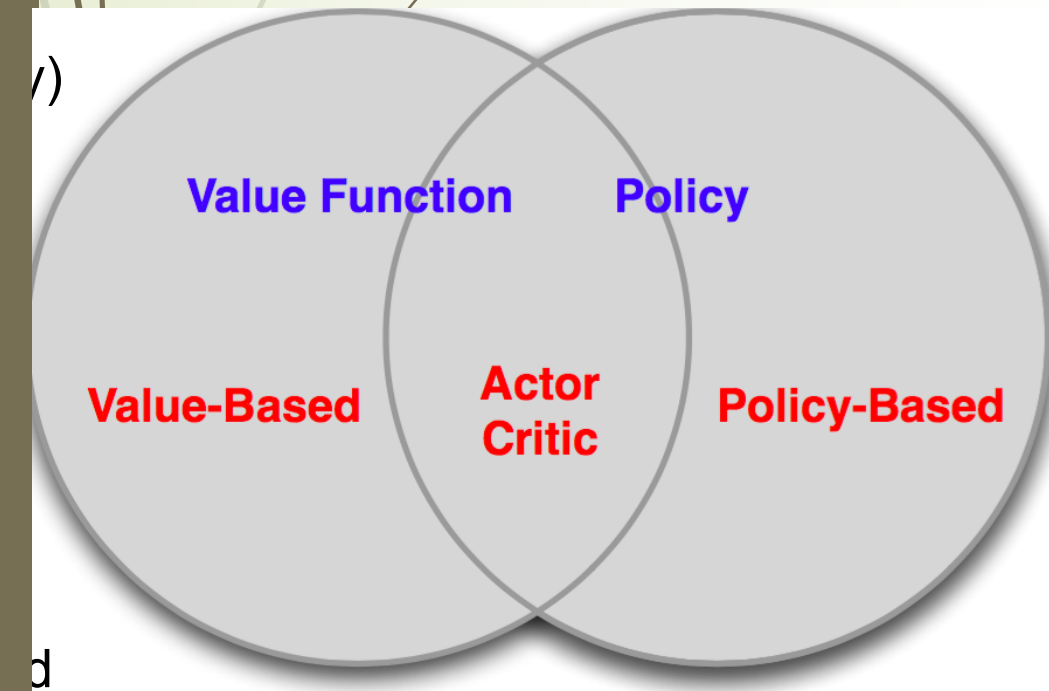 y)
Value Function Policy
Value-Based
Actor
Critic
Policy-Based
d